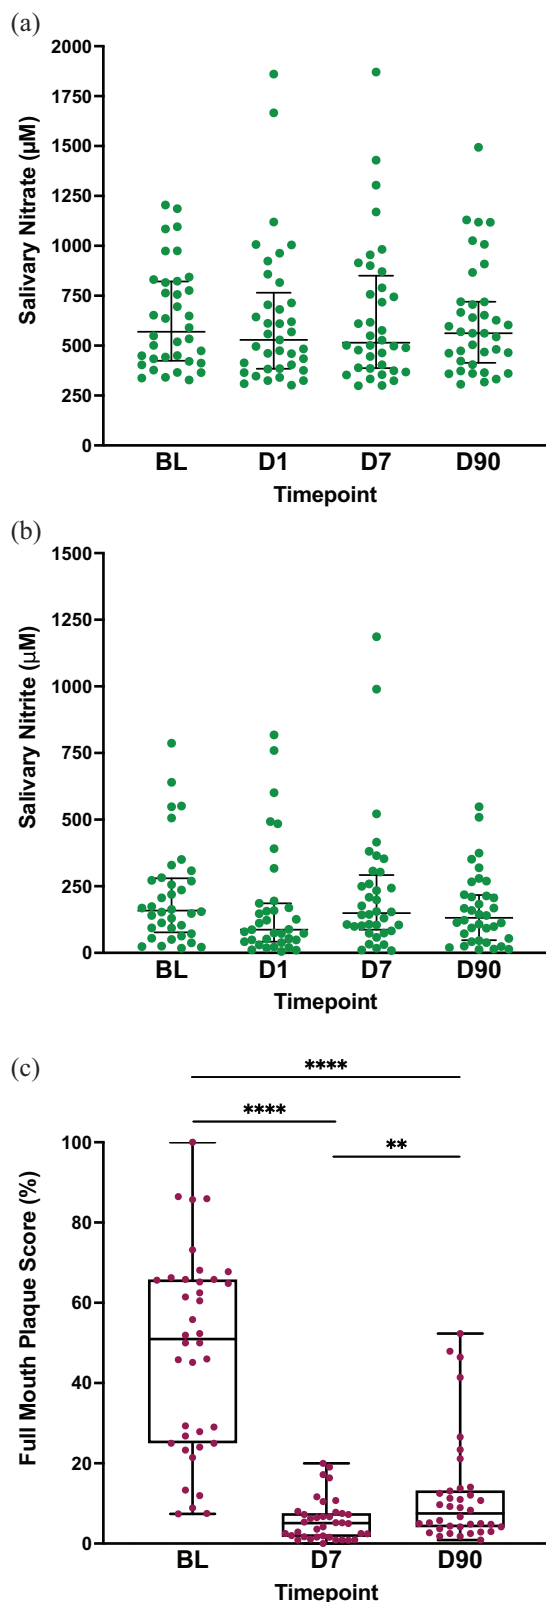 (a)
2000
1750
1500
1250
1000
750
500
250
0
Salivary Nitrate (µM)
BL D1 D7 D90
Timepoint
(b)
1500
1250
1000
750
500
250
0
Salivary Nitrite (µM)
BL D1 D7 D90
Timepoint
(c)
****
****
**
100
80
60
40
20
0
Full Mouth Plaque Score (%)
BL D7 D90
Timepoint